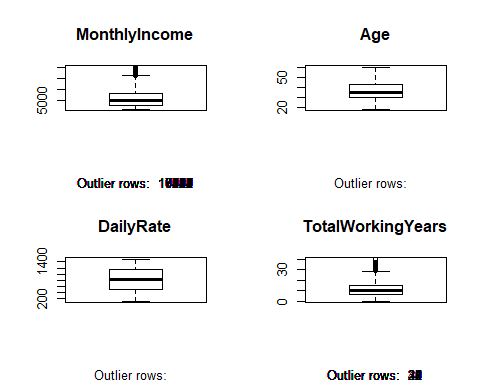 MonthlyIncome
5000
Outlier rows:
Age
20 50
Outlier rows:
DailyRate
200 1400
Outlier rows:
TotalWorkingYears
0 30
Outlier rows: